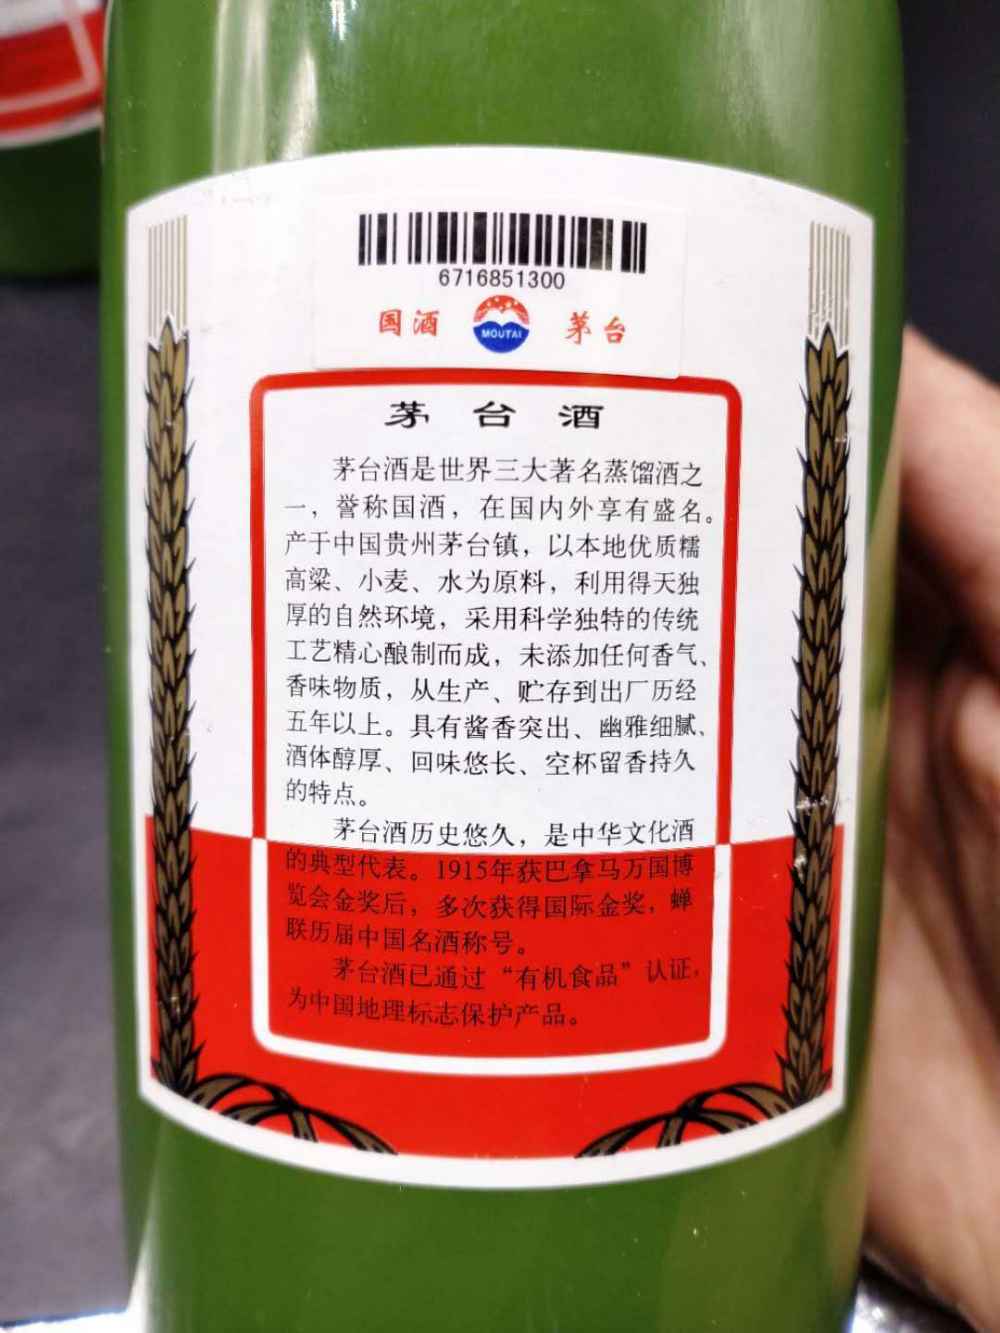 6716851300
国酒 MOUTAI 茅台
茅台酒
茅台酒是世界三大著名蒸馏酒之
一，誉称国酒，在国内外享有盛名。
产于中国贵州茅台镇，以本地优质糯
高粱、小麦、水为原料，利用得天独
厚的自然环境，采用科学独特的传统
工艺精心酿制而成，未添加任何香气、
香味物质，从生产、贮存到出厂历经
五年以上。具有酱香突出、幽雅细腻、
酒体醇厚、回味悠长、空杯留香持久
的特点。
茅台酒历史悠久，是中华文化酒
的典型代表。1915年获巴拿马万国博
览会金奖后，多次获得国际金奖，蝉
联历届中国名酒称号。
茅台酒已通过“有机食品”认证，
为中国地理标志保护产品。